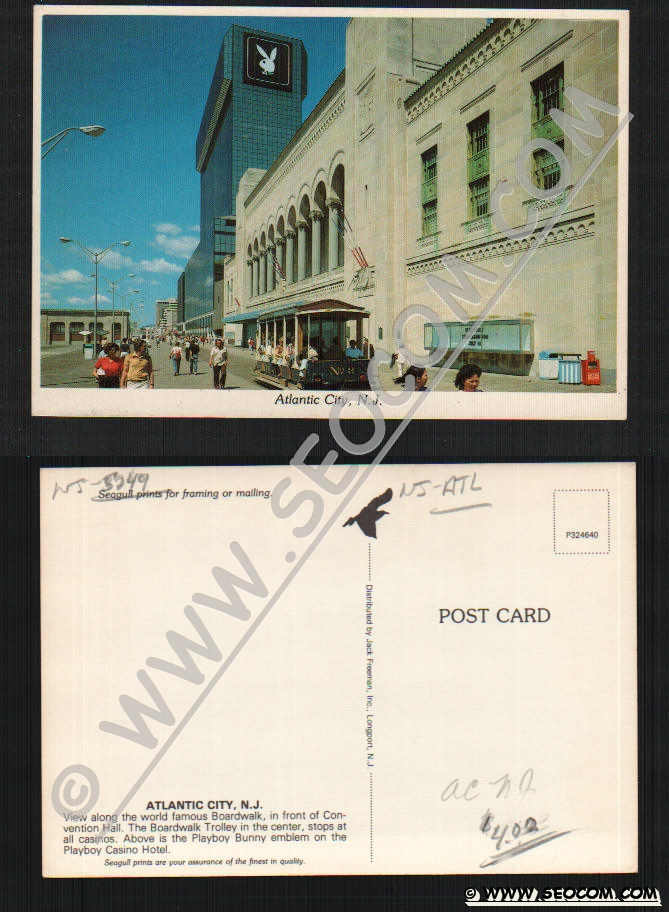 No 8
Atlantic City, N.J.
© WWW.SEOCOM.COM
NJ-5249
Seagull prints for framing or mailing.
NJ-ATL
P324640
POST CARD
Distributed by Jack Freeman, Inc., Longport, N.J.
AC NJ
$4.00
ATLANTIC CITY, N.J.
View along the world famous Boardwalk, in front of Con-
vention Hall. The Boardwalk Trolley in the center, stops at
all casinos. Above is the Playboy Bunny emblem on the
Playboy Casino Hotel.
Seagull prints are your assurance of the finest in quality.
© WWW.SEOCOM.COM